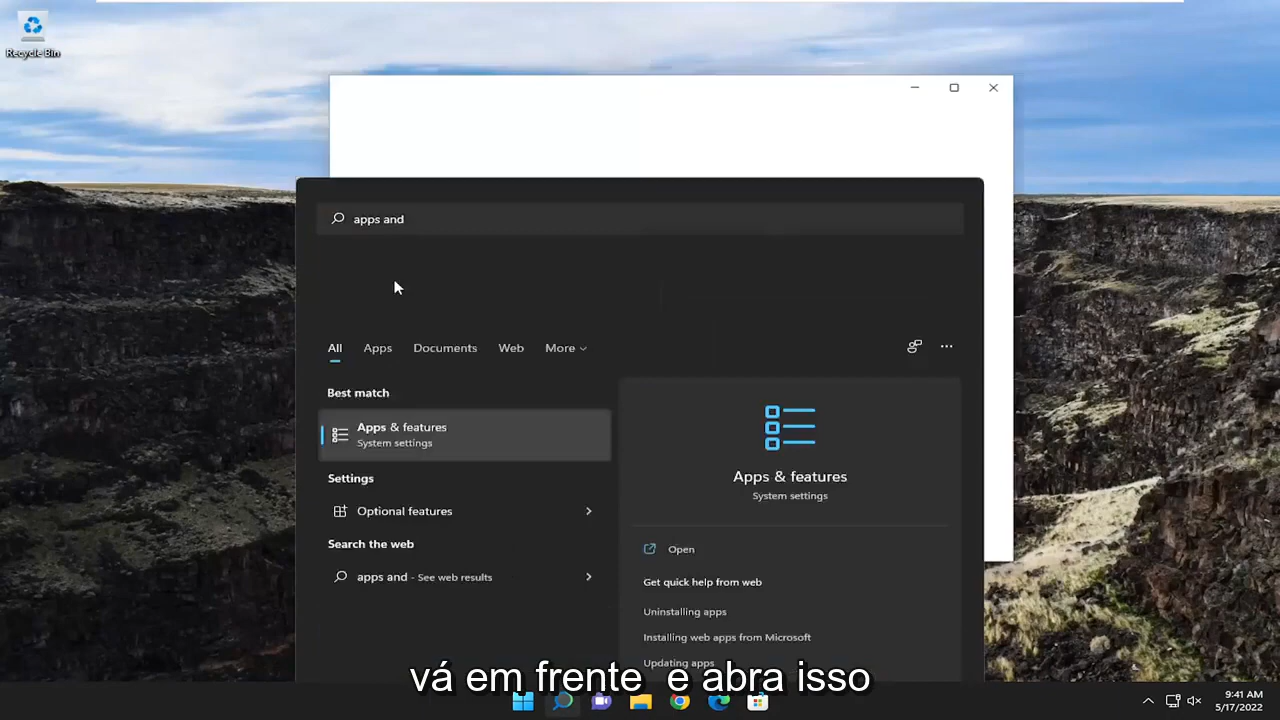 Recycle Bin
apps and
All
Apps
Documents
Web
More
Best match
Apps & features
System settings
Settings
Optional features
Search the web
apps and - See web results
Apps & features
System settings
Open
Get quick help from web
Uninstalling apps
Installing web apps from Microsoft
Updating apps
vá em frente e abra isso
9:41 AM
5/17/2022